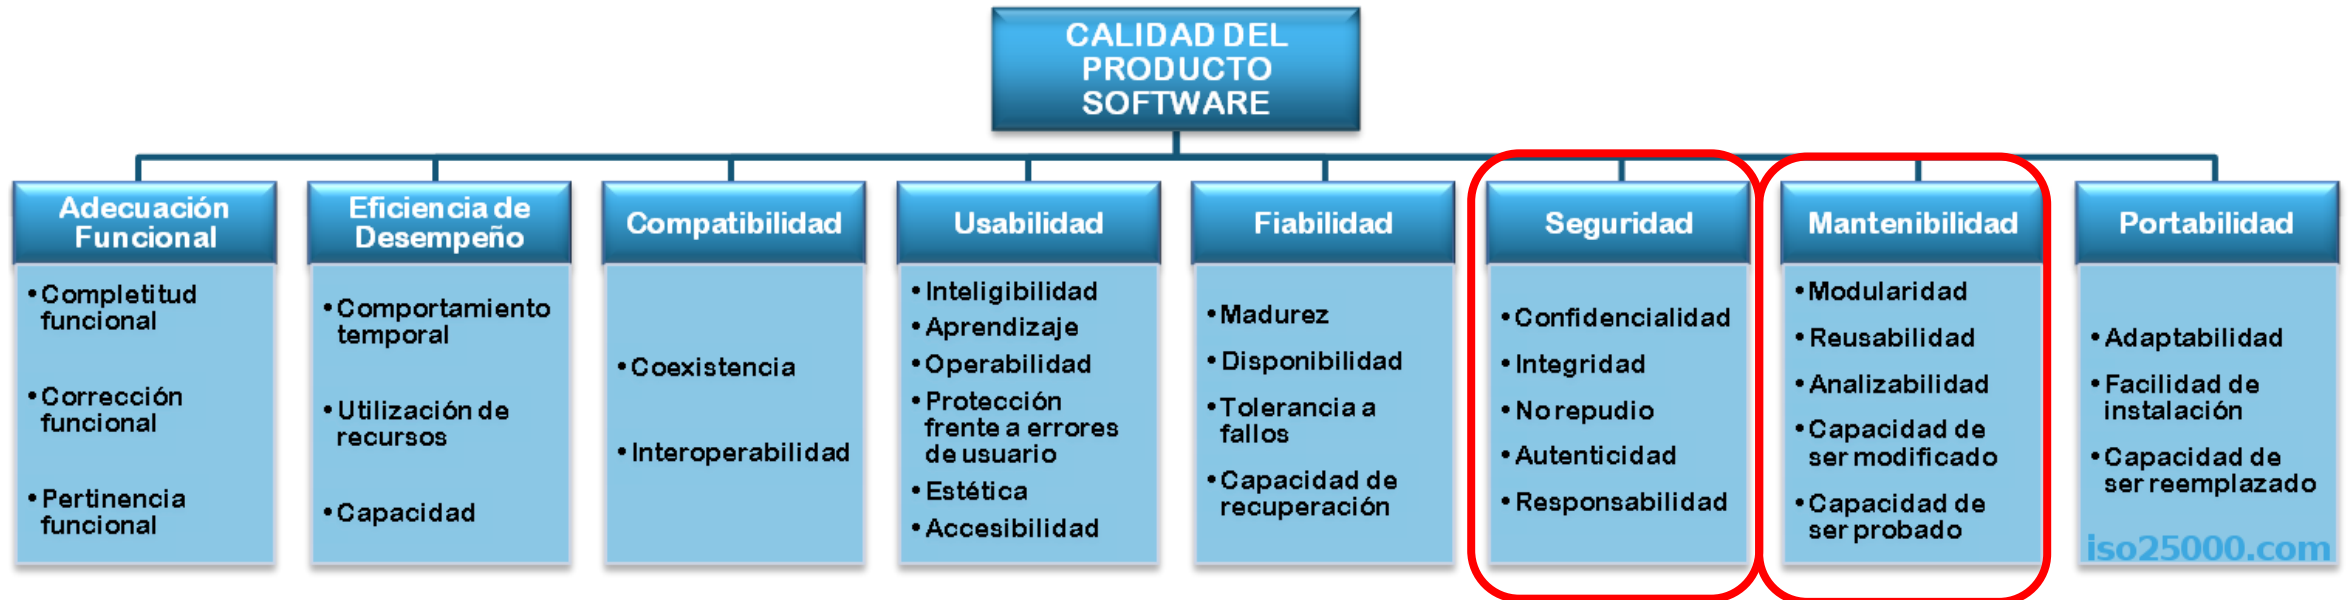 CALIDAD DEL
PRODUCTO
SOFTWARE
Adecuación
Funcional
•Completitud
funcional
•Corrección
funcional
•Pertinencia
funcional
Eficiencia de
Desempeño
•Comportamiento
temporal
•Utilización de
recursos
•Capacidad
Compatibilidad
•Coexistencia
•Interoperabilidad
Usabilidad
•Inteligibilidad
•Aprendizaje
•Operabilidad
•Protección
frente a errores
de usuario
•Estética
•Accesibilidad
Fiabilidad
•Madurez
•Disponibilidad
•Tolerancia a
fallos
•Capacidad de
recuperación
Seguridad
•Confidencialidad
•Integridad
•No repudio
•Autenticidad
•Responsabilidad
Mantenibilidad
•Modularidad
•Reusabilidad
•Analizabilidad
•Capacidad de
ser modificado
•Capacidad de
ser probado
Portabilidad
•Adaptabilidad
•Facilidad de
instalación
•Capacidad de
ser reemplazado
iso25000.com